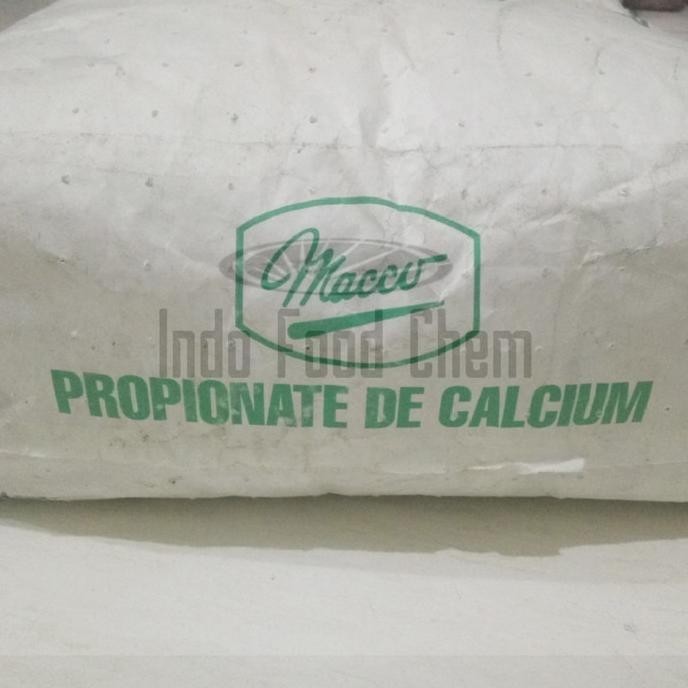 Macco
Indo Food Chem
PROPIONATE DE CALCIUM